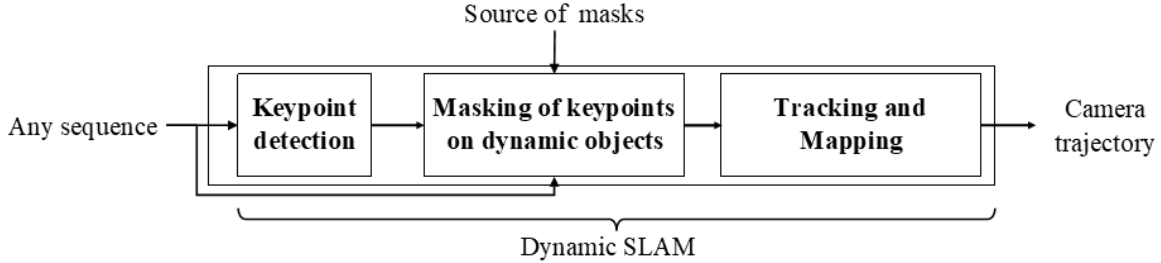 Source of masks
Any sequence
Keypoint
detection
Masking of keypoints
on dynamic objects
Tracking and
Mapping
Camera
trajectory
Dynamic SLAM